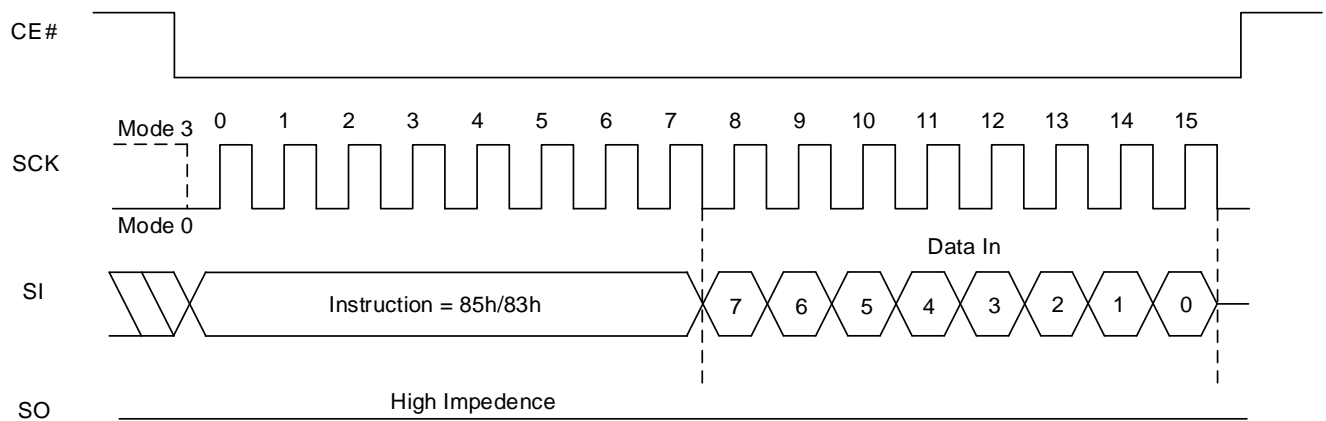 CE#
Mode 3 0 1 2 3 4 5 6 7 8 9 10 11 12 13 14 15
SCK
Mode 0
Data In
SI Instruction = 85h/83h 7 6 5 4 3 2 1 0
High Impedence
SO